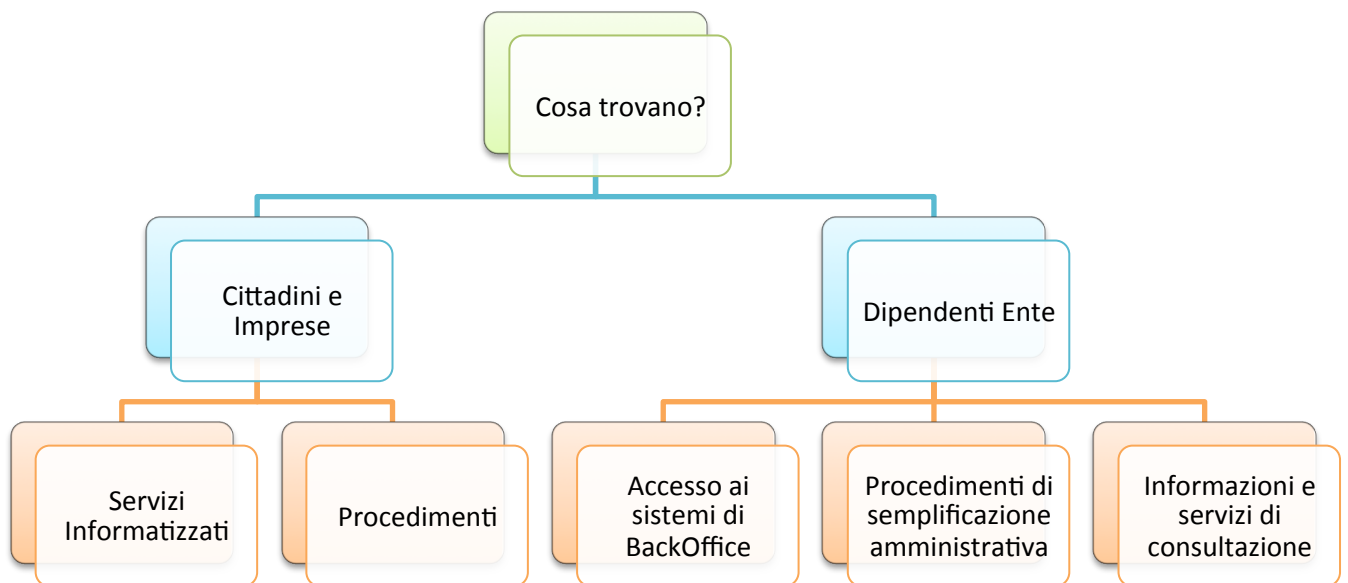 Cosa trovano?
Cittadini e
Imprese
Dipendenti Ente
Servizi
Informatizzati
Procedimenti
Accesso ai
sistemi di
BackOffice
Procedimenti di
semplificazione
amministrativa
Informazioni e
servizi di
consultazione